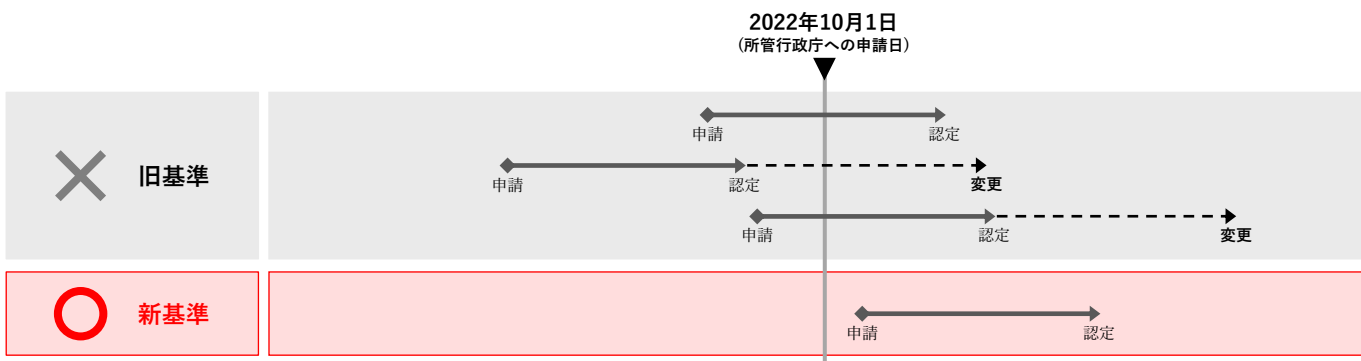 2022年10月1日
(所管行政庁への申請日)
旧基準
申請
認定
申請
認定
変更
申請
認定
変更
新基準
申請
認定